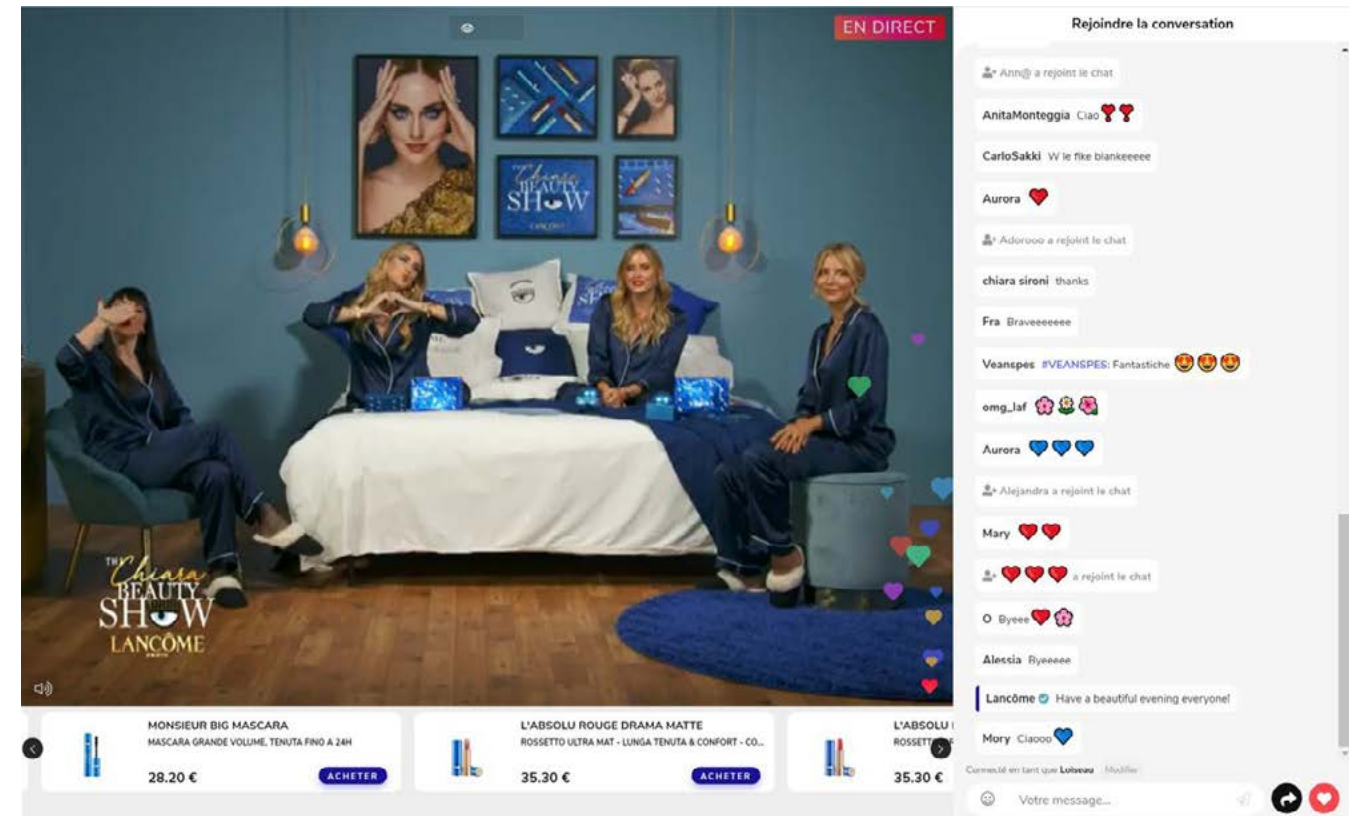 EN DIRECT
THE
Chiara
BEAUTY
SHOW
LANCÔME
THE
Chiara
BEAUTY
SHOW
LANCÔME
PARIS
MONSIEUR BIG MASCARA
MASCARA GRANDE VOLUME, TENUTA FINO A 24H
28.20 €
ACHETER
L'ABSOLU ROUGE DRAMA MATTE
ROSSETTO ULTRA MAT - LUNGA TENUTA & CONFORT - CO...
35.30 €
ACHETER
L'ABSOLU
35.30 €
Rejoindre la conversation
Ann@ a rejoint le chat
AnitaMonteggia Ciao❣️❣️
CarloSakki W le fike biankeeeee
Aurora ❤️
Adorooo a rejoint le chat
chiara sironi thanks
Fra Braveeeeeee
Veanspes #VEANSPES: Fantastiche 😍😍😍
omg_laf 🌸🌼🌺
Aurora 💙💙💙
Alejandra a rejoint le chat
Mary ❤️❤️
❤️❤️❤️ a rejoint le chat
O Byeee❤️🌸
Alessia Byeeeee
Lancôme Have a beautiful evening everyone!
Mory Ciaooo💙
Connecté en tant que Loiseau Modifier
Votre message...